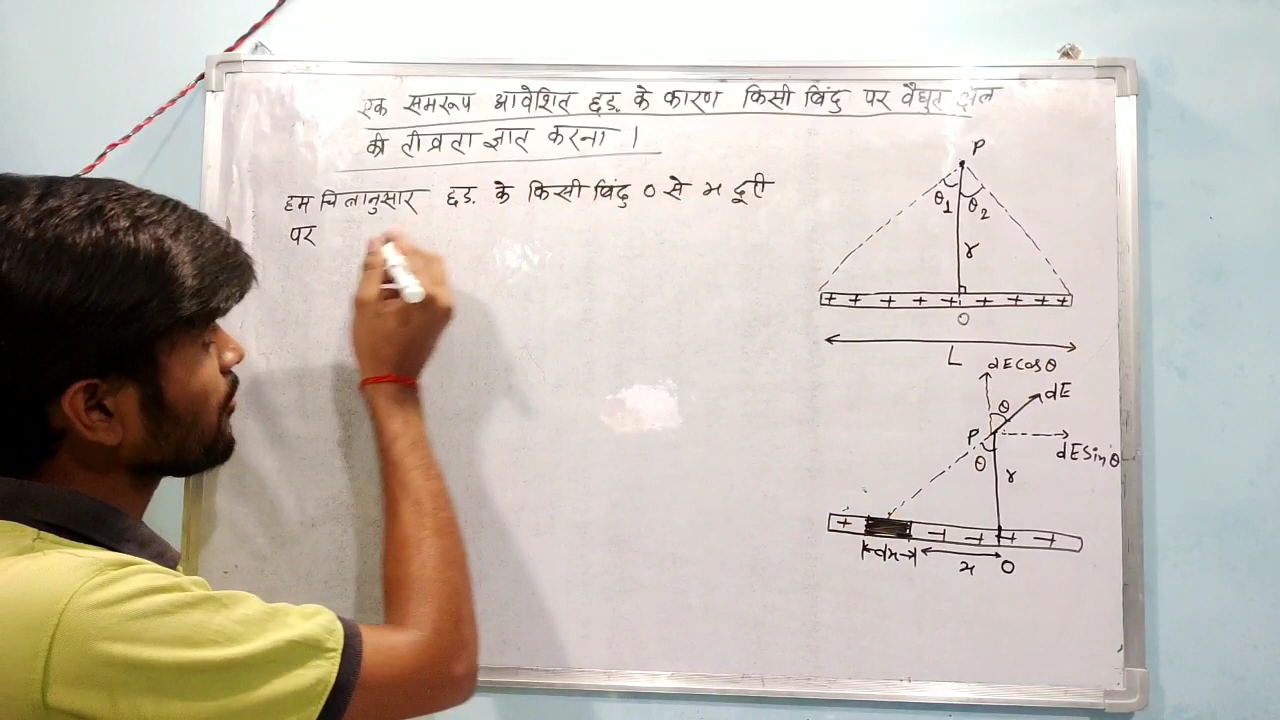 एक समरूप आवेशित छड़ के कारण किसी बिंदु पर वैद्युत क्षेत्र
की तीव्रता ज्ञात करना ।
हम चित्रानुसार छड़ के किसी बिंदु O से x दूरी
पर
P
θ1 θ2
r
+ + + + + + + + +
O
L
dE cosθ
θ dE
P
dE sinθ
θ
r
+ + + + +
dx
x O